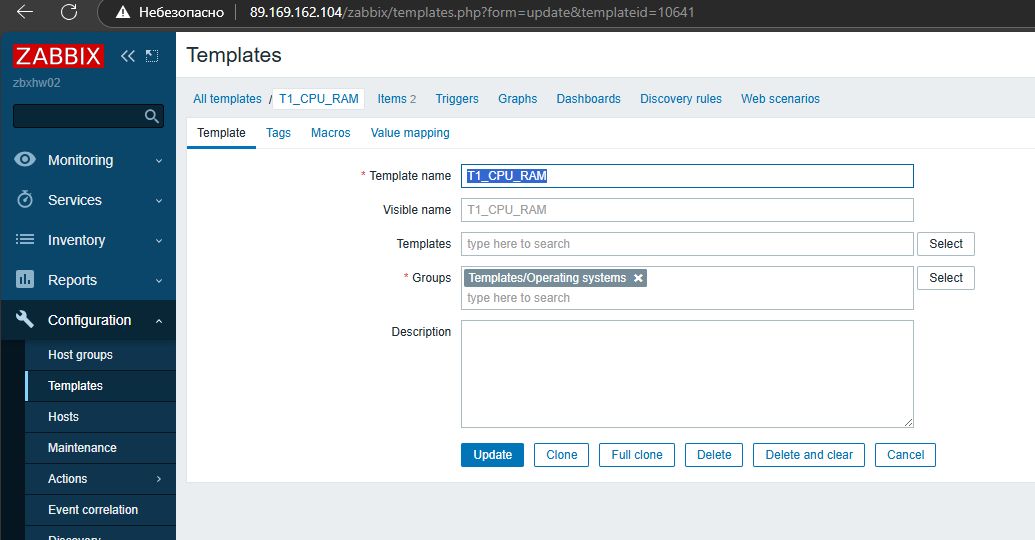 Небезопасно 89.169.162.104/zabbix/templates.php?form=update&templateid=10641
ZABBIX
zbxhw02
Monitoring
Services
Inventory
Reports
Configuration
Host groups
Templates
Hosts
Maintenance
Actions
Event correlation
Discovery
Templates
All templates / T1_CPU_RAM Items 2 Triggers Graphs Dashboards Discovery rules Web scenarios
Template Tags Macros Value mapping
* Template name T1_CPU_RAM
Visible name T1_CPU_RAM
Templates type here to search Select
* Groups Templates/Operating systems Select
type here to search
Description
Update Clone Full clone Delete Delete and clear Cancel